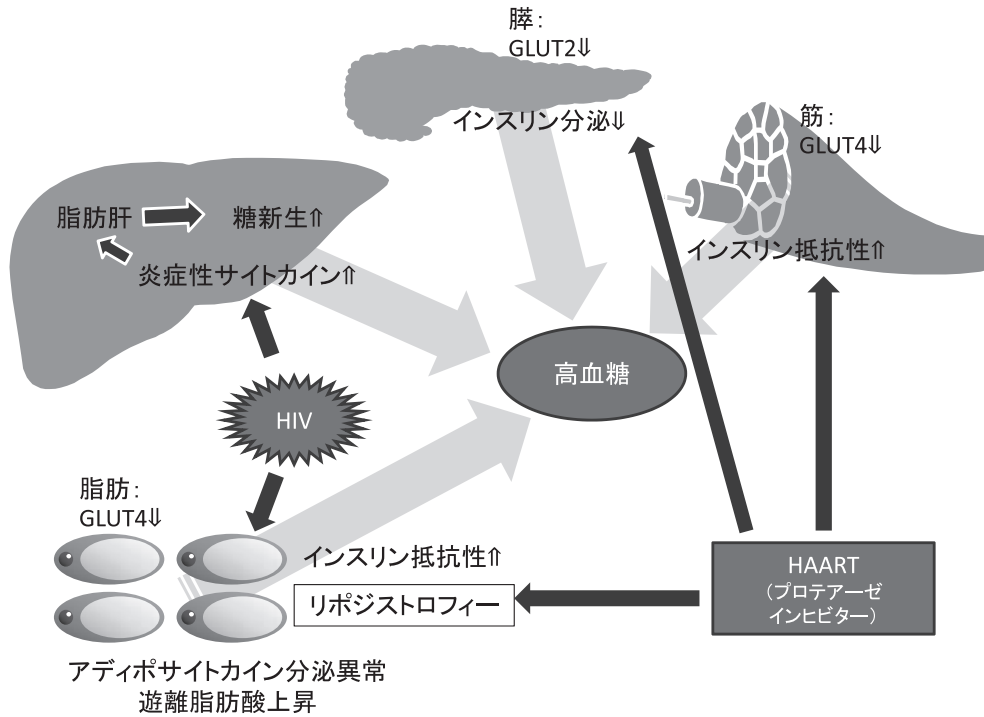 膵:
GLUT2⇓
インスリン分泌⇓
筋:
GLUT4⇓
インスリン抵抗性⇑
脂肪肝
糖新生⇑
炎症性サイトカイン⇑
高血糖
HIV
脂肪:
GLUT4⇓
インスリン抵抗性⇑
リポジストロフィー
HAART
(プロテアーゼ
インヒビター)
アディポサイトカイン分泌異常
遊離脂肪酸上昇